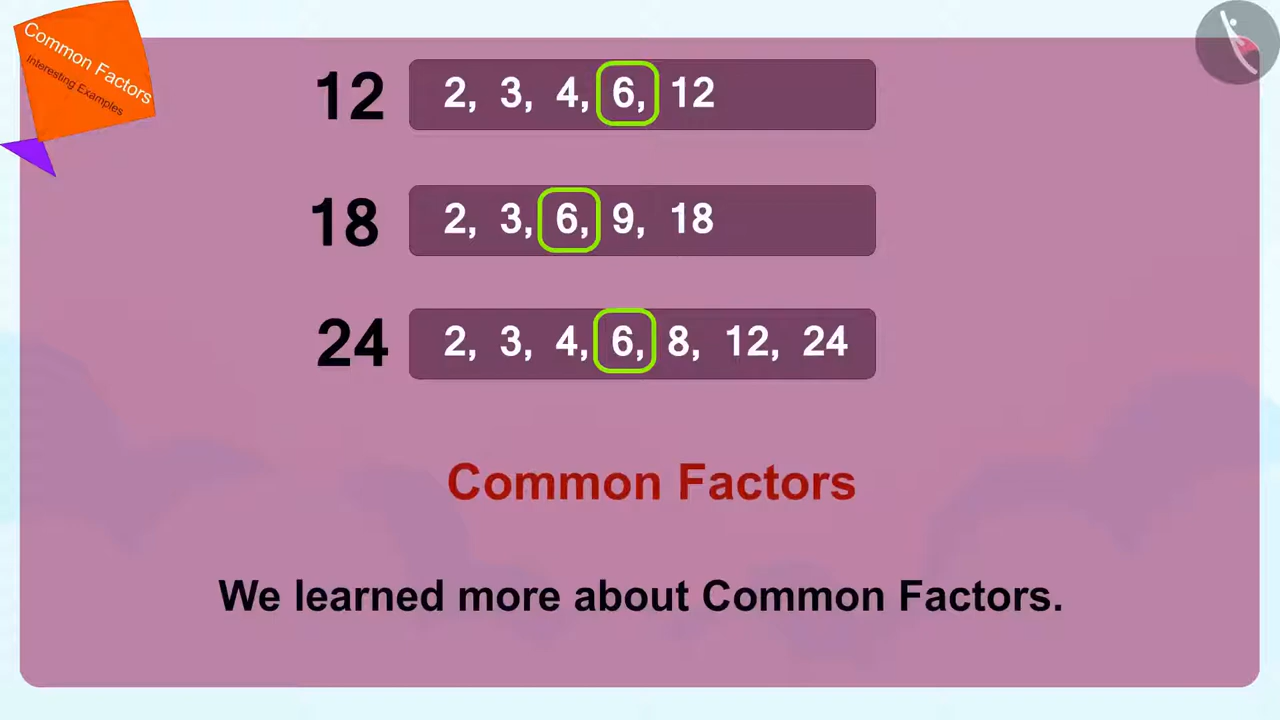 Common Factors
Interesting Examples
12 2, 3, 4, 6, 12
18 2, 3, 6, 9, 18
24 2, 3, 4, 6, 8, 12, 24
Common Factors
We learned more about Common Factors.